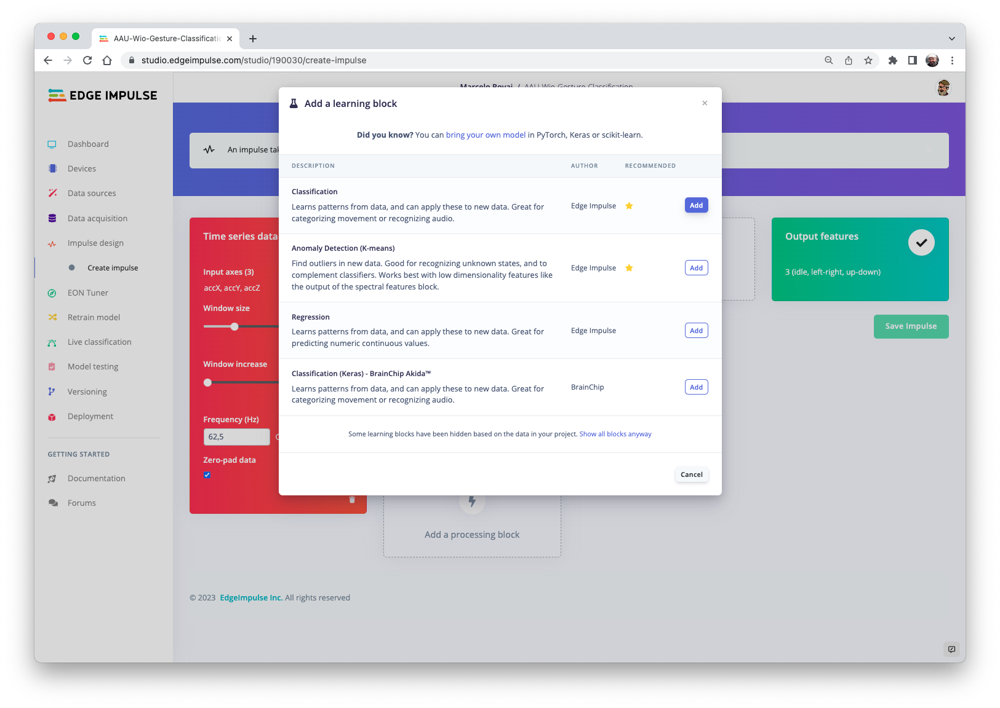 AAU-Wio-Gesture-Classificatio
studio.edgeimpulse.com/studio/190030/create-impulse
EDGE IMPULSE
Marcelo Rovai / AAU-Wio-Gesture-Classification
Dashboard
Devices
Data sources
Data acquisition
Impulse design
Create impulse
EON Tuner
Retrain model
Live classification
Model testing
Versioning
Deployment
GETTING STARTED
Documentation
Forums
An impulse tak
Time series data
Input axes (3)
accX, accY, accZ
Window size
Window increase
Frequency (Hz)
62,5
Zero-pad data
Add a learning block
Did you know? You can bring your own model in PyTorch, Keras or scikit-learn.
DESCRIPTION AUTHOR RECOMMENDED
Classification
Learns patterns from data, and can apply these to new data. Great for
categorizing movement or recognizing audio.
Edge Impulse
Add
Anomaly Detection (K-means)
Find outliers in new data. Good for recognizing unknown states, and to
complement classifiers. Works best with low dimensionality features like
the output of the spectral features block.
Edge Impulse
Add
Regression
Learns patterns from data, and can apply these to new data. Great for
predicting numeric continuous values.
Edge Impulse
Add
Classification (Keras) - BrainChip Akida™
Learns patterns from data, and can apply these to new data. Great for
categorizing movement or recognizing audio.
BrainChip
Add
Some learning blocks have been hidden based on the data in your project. Show all blocks anyway
Cancel
Add a processing block
Output features
3 (idle, left-right, up-down)
Save Impulse
© 2023 EdgeImpulse Inc. All rights reserved